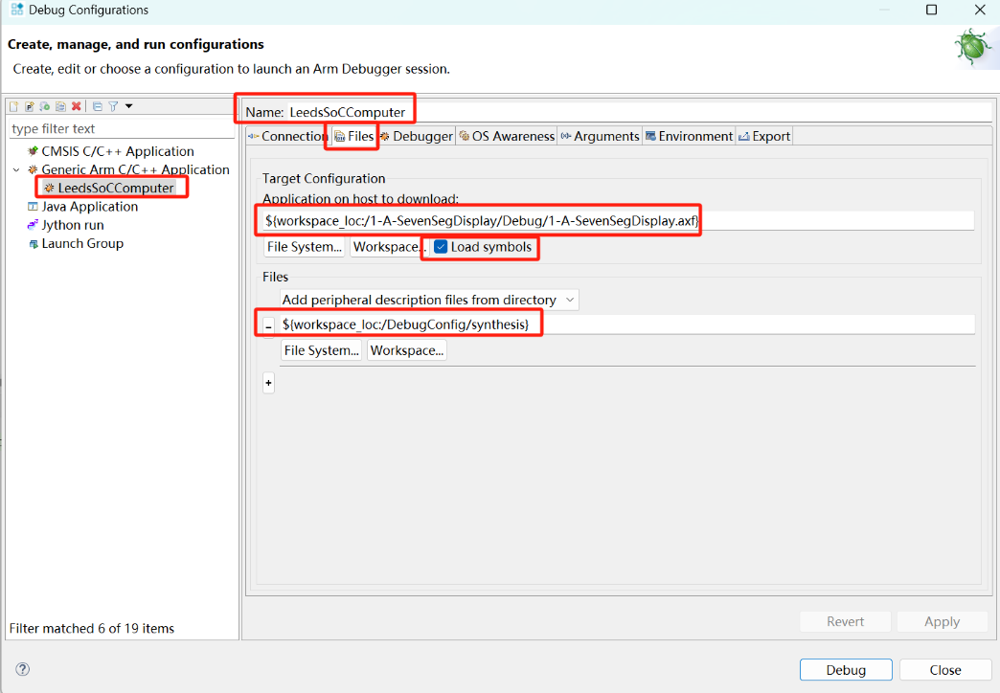 Debug Configurations
Create, manage, and run configurations
Create, edit or choose a configuration to launch an Arm Debugger session.
type filter text
CMSIS C/C++ Application
Generic Arm C/C++ Application
LeedsSoCComputer
Java Application
Jython run
Launch Group
Filter matched 6 of 19 items
Name: LeedsSoCComputer
Connection Files Debugger OS Awareness Arguments Environment Export
Target Configuration
Application on host to download:
${workspace_loc:/1-A-SevenSegDisplay/Debug/1-A-SevenSegDisplay.axf}
File System... Workspace... Load symbols
Files
Add peripheral description files from directory
- ${workspace_loc:/DebugConfig/synthesis}
File System... Workspace...
+
Revert Apply
Debug Close